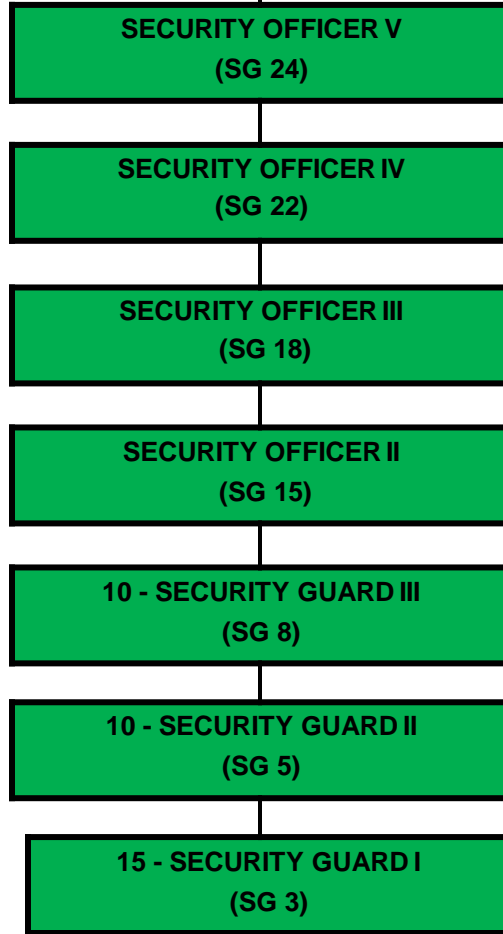 SECURITY OFFICER V
(SG 24)
SECURITY OFFICER IV
(SG 22)
SECURITY OFFICER III
(SG 18)
SECURITY OFFICER II
(SG 15)
10 - SECURITY GUARD III
(SG 8)
10 - SECURITY GUARD II
(SG 5)
15 - SECURITY GUARD I
(SG 3)